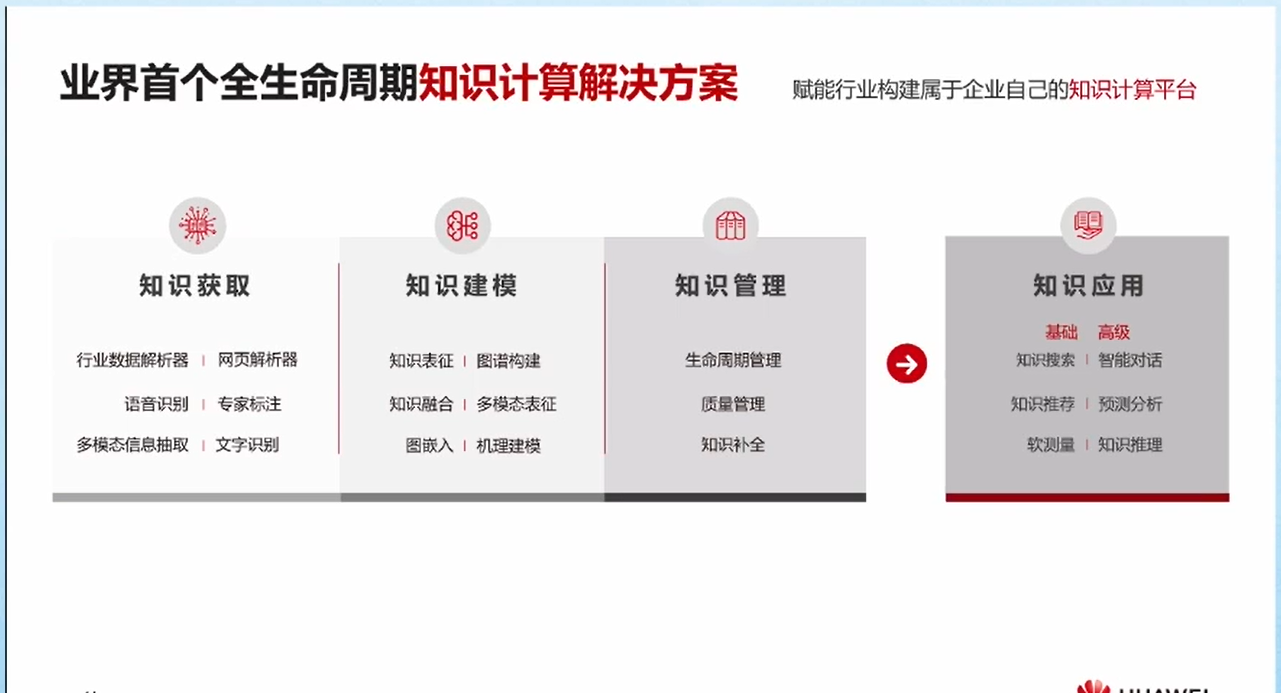 业界首个全生命周期知识计算解决方案
赋能行业构建属于企业自己的知识计算平台
知识获取
行业数据解析器 | 网页解析器
语音识别 | 专家标注
多模态信息抽取 | 文字识别
知识建模
知识表征 | 图谱构建
知识融合 | 多模态表征
图嵌入 | 机理建模
知识管理
生命周期管理
质量管理
知识补全
知识应用
基础 高级
知识搜索 | 智能对话
知识推荐 | 预测分析
软测量 | 知识推理
HUAWEI